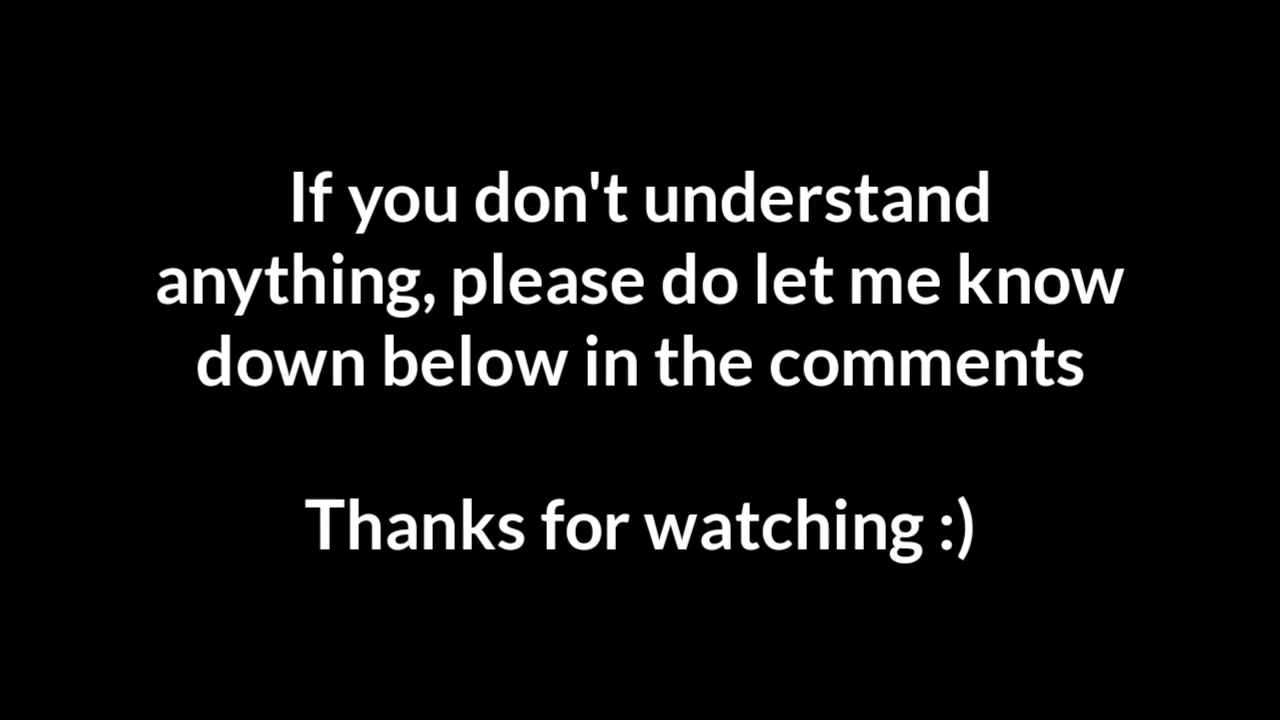 If you don't understand
anything, please do let me know
down below in the comments
Thanks for watching :)